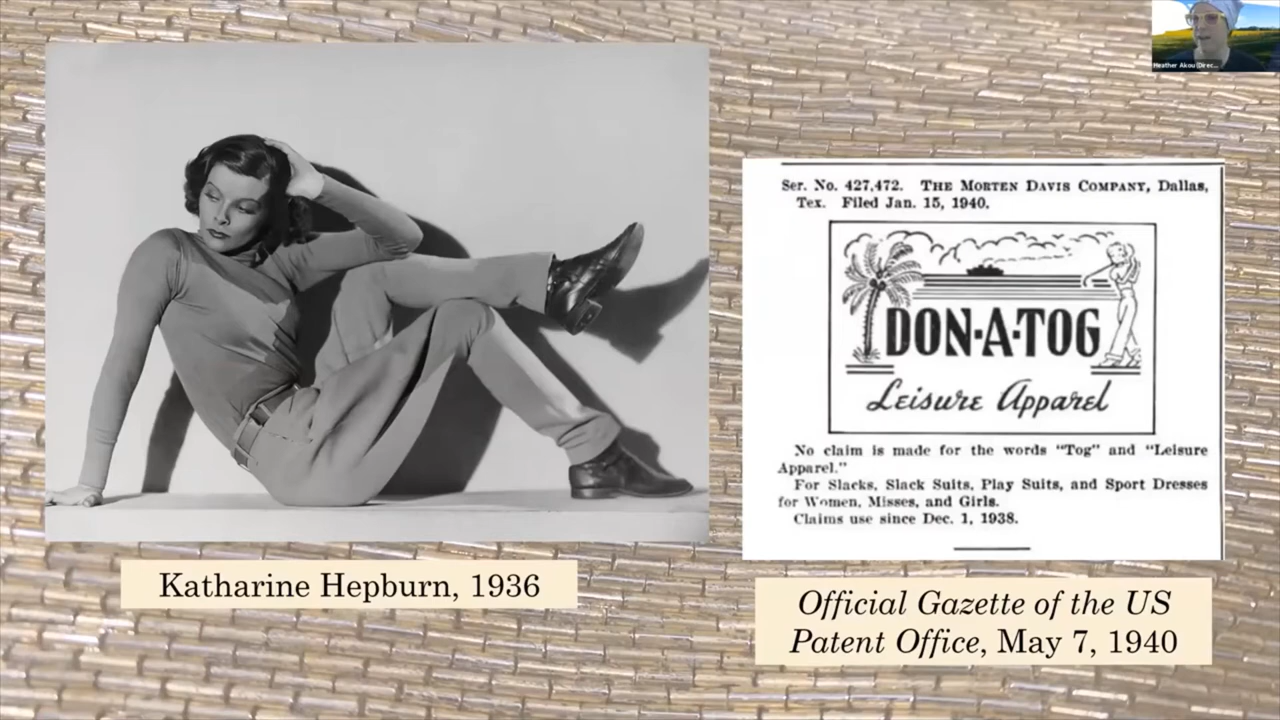 Heather Akou (Direc...
Ser. No. 427,472. THE MORTEN DAVIS COMPANY, Dallas,
Tex. Filed Jan. 15, 1940.
DON-A-TOG
Leisure Apparel
No claim is made for the words “Tog” and “Leisure
Apparel.”
For Slacks, Slack Suits, Play Suits, and Sport Dresses
for Women, Misses, and Girls.
Claims use since Dec. 1, 1938.
Katharine Hepburn, 1936
Official Gazette of the US
Patent Office, May 7, 1940